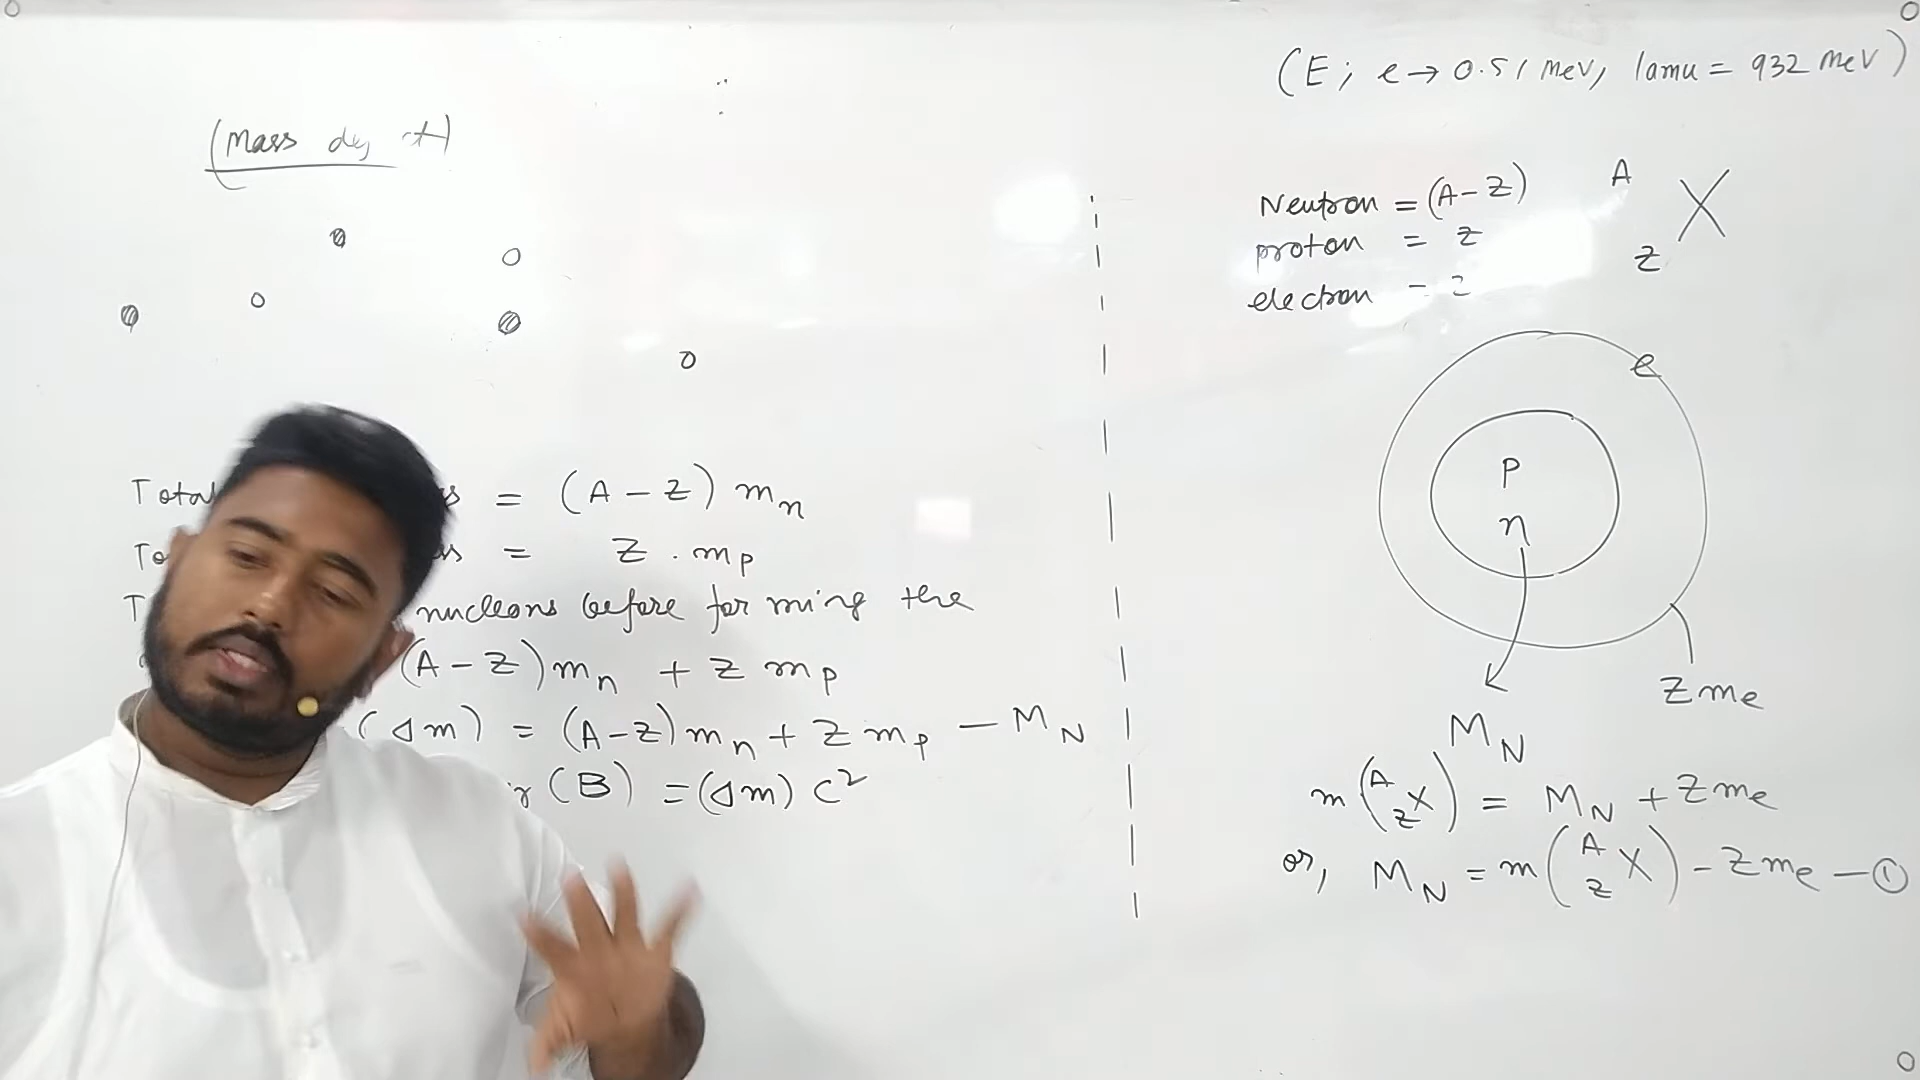 (E; e → 0.51 MeV, 1amu = 932 MeV)
(Mass
Neutron = (A - Z)
proton = Z
electron -
A
Z X
e
P
n
Total = (A - Z) mn
= Z . mp
nucleons before forming the
(A - Z) mn + Z mp
(Δm) = (A-Z) mn + Z mp - MN
(B) = (Δm) c²
Z me
MN
m(A Z X) = MN + Z me
or, MN = m(A Z X) - Z me - ①